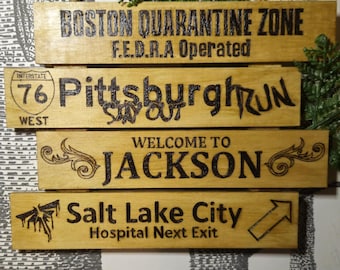 BOSTON QUARANTINE ZONE
F.E.D.R.A Operated
INTERSTATE
76
WEST
Pittsburgh RUN
STAY OUT
WELCOME TO
JACKSON
Salt Lake City
Hospital Next Exit